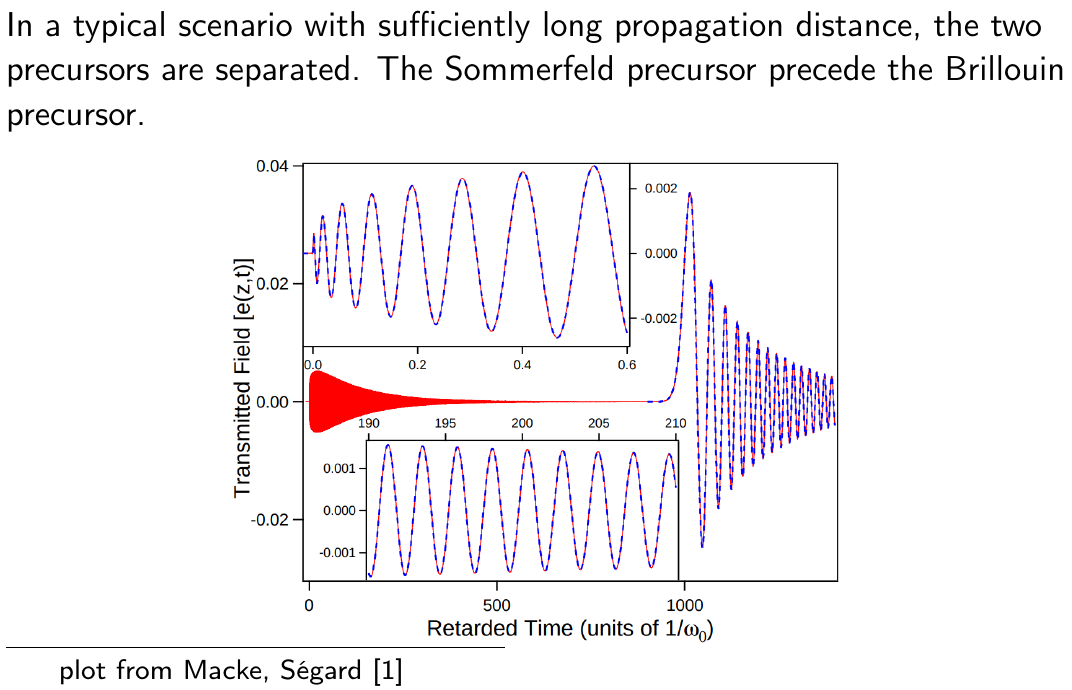 In a typical scenario with sufficiently long propagation distance, the two
precursors are separated. The Sommerfeld precursor precede the Brillouin
precursor.
0.04
0.002
0.000
0.02
-0.002
0.0 0.2 0.4 0.6
0.00
190 195 200 205 210
0.001
0.000
-0.02
-0.001
0 500 1000
Transmitted Field [e(z,t)]
Retarded Time (units of 1/ω₀)
plot from Macke, Ségard [1]